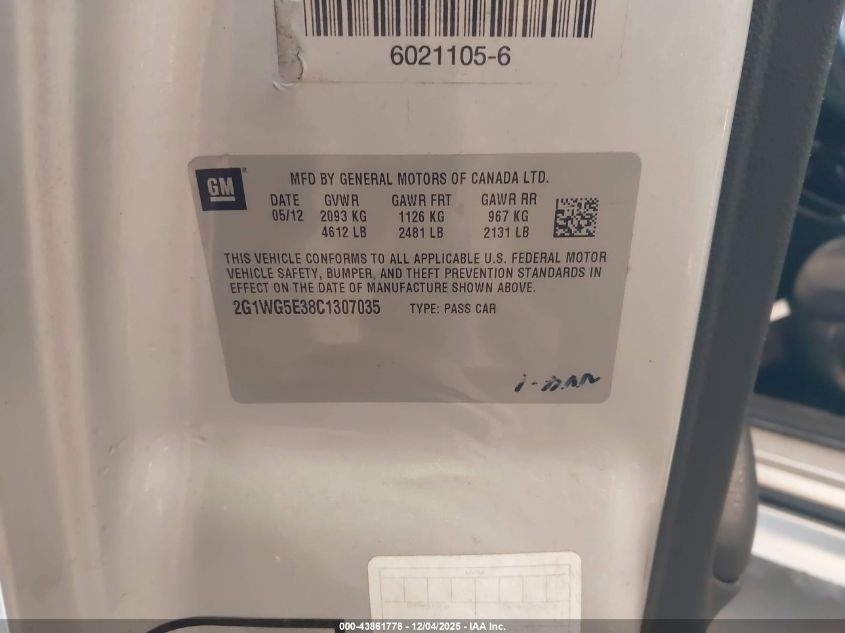 6021105-6
GM
MFD BY GENERAL MOTORS OF CANADA LTD.
DATE GVWR GAWR FRT GAWR RR
05/12 2093 KG 1126 KG 967 KG
4612 LB 2481 LB 2131 LB
THIS VEHICLE CONFORMS TO ALL APPLICABLE U.S. FEDERAL MOTOR
VEHICLE SAFETY, BUMPER, AND THEFT PREVENTION STANDARDS IN
EFFECT ON THE DATE OF MANUFACTURE SHOWN ABOVE.
2G1WG5E38C1307035 TYPE: PASS CAR
000-43861778 - 12/04/2025 - IAA Inc.